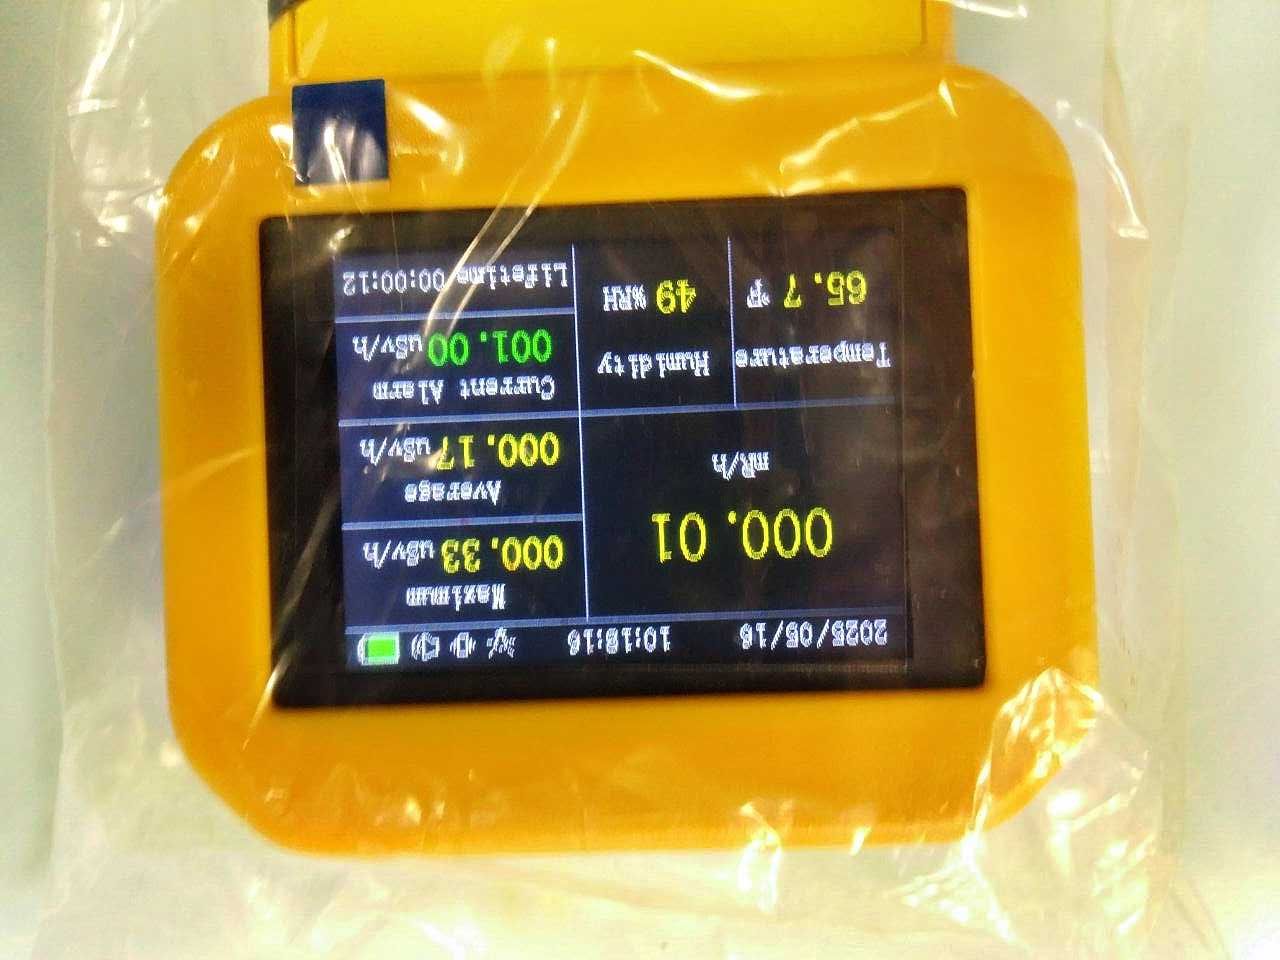 2025/05/16 10:18:16
000.01
mR/h
Maximum
000.33 uSv/h
Average
000.17 uSv/h
Current Alarm
001.00 uSv/h
Temperature
65.7 °F
Humidity
49 %RH
Lifetime 00:00:12